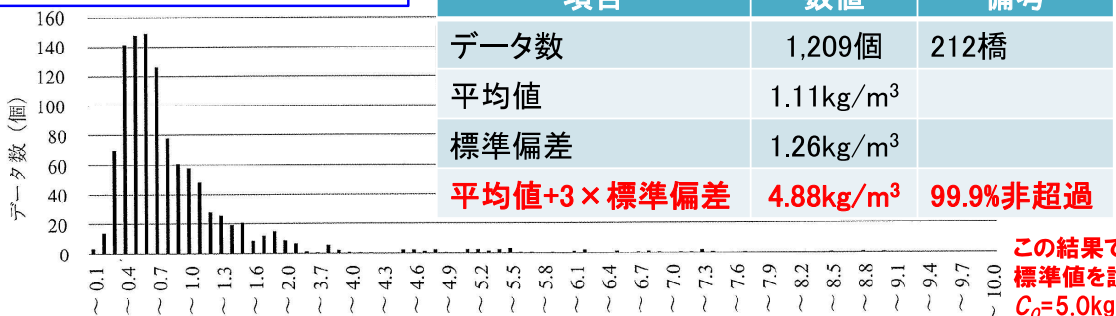 数値
データ数 1,209個 212橋
平均値 1.11kg/m³
標準偏差 1.26kg/m³
平均値+3×標準偏差 4.88kg/m³ 99.9%非超過
データ数(個)
160
140
120
100
80
60
40
20
0
~0.1 ~0.4 ~0.7 ~1.0 ~1.3 ~1.6 ~2.0 ~3.7 ~4.0 ~4.3 ~4.6 ~4.9 ~5.2 ~5.5 ~5.8 ~6.1 ~6.4 ~6.7 ~7.0 ~7.3 ~7.6 ~7.9 ~8.2 ~8.5 ~8.8 ~9.1 ~9.4 ~9.7 ~10.0
この結果で
標準値を
C₀=5.0kg